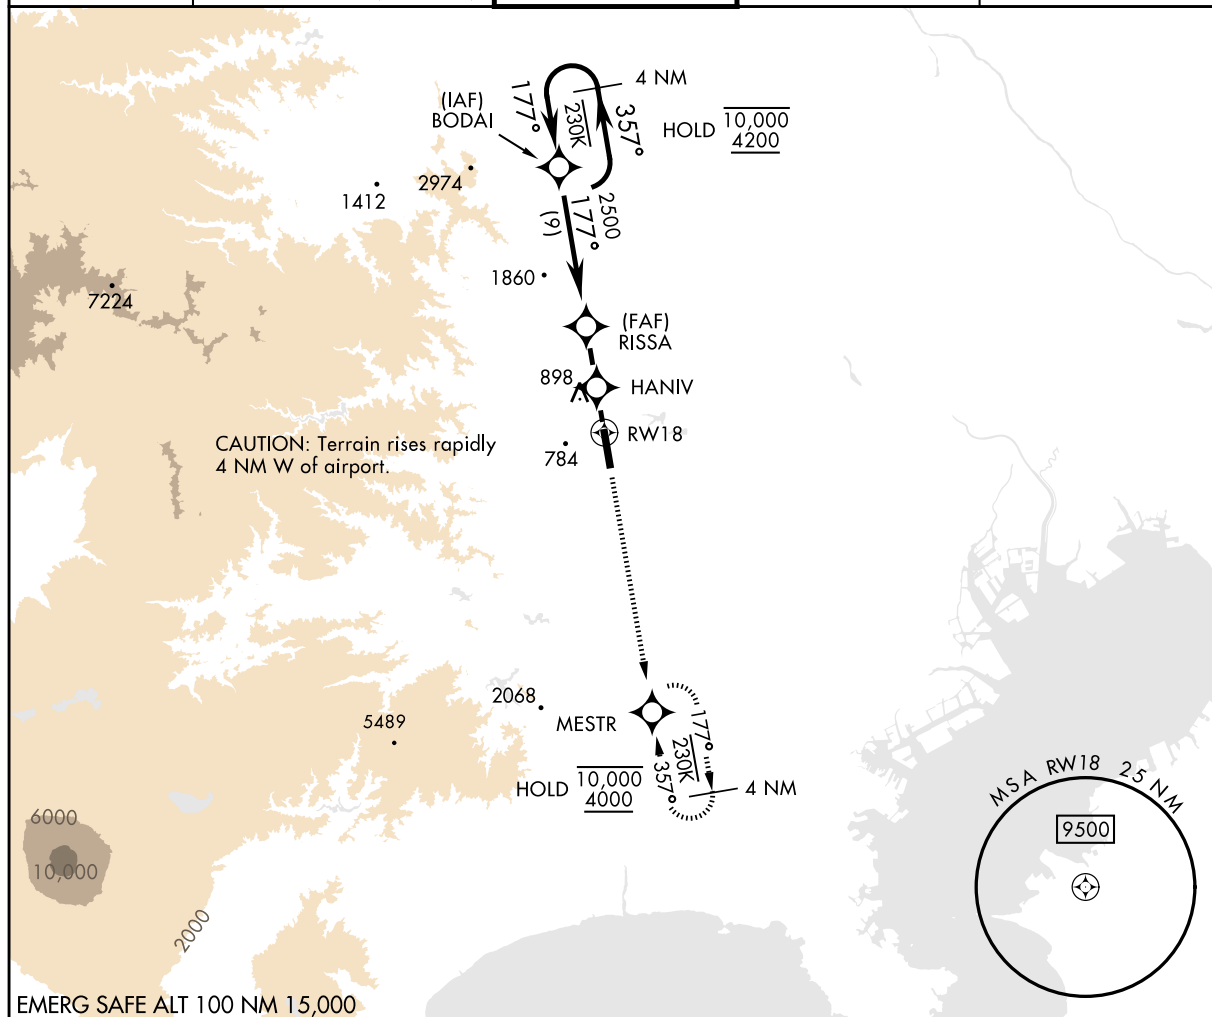 4 NM
(IAF)
BODAI
177°
230K
357°
HOLD 10,000
4200
2974
1412
2500
177°
(9)
1860
7224
(FAF)
RISSA
898
HANIV
RW18
CAUTION: Terrain rises rapidly
4 NM W of airport.
784
2068
MESTR
5489
177°
230K
357°
HOLD 10,000
4000
4 NM
MSA RW18 25 NM
9500
6000
10,000
2000
EMERG SAFE ALT 100 NM 15,000